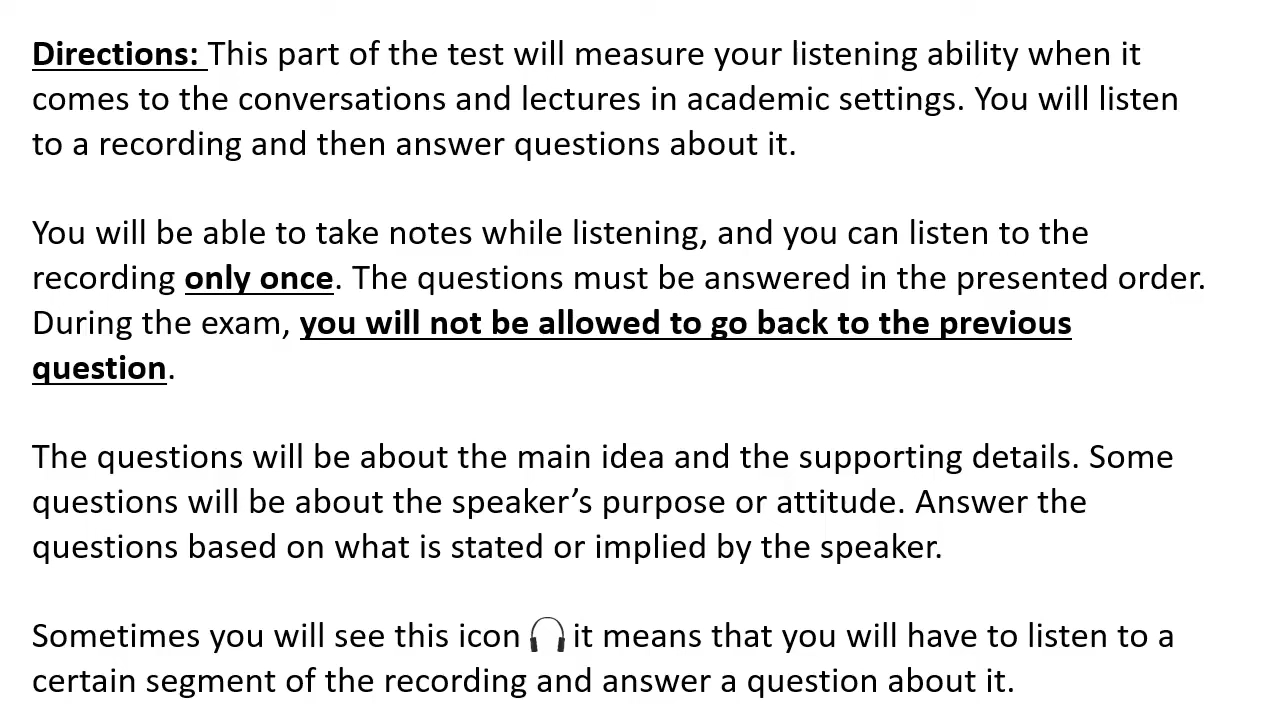 Directions: This part of the test will measure your listening ability when it
comes to the conversations and lectures in academic settings. You will listen
to a recording and then answer questions about it.
You will be able to take notes while listening, and you can listen to the
recording only once. The questions must be answered in the presented order.
During the exam, you will not be allowed to go back to the previous
question.
The questions will be about the main idea and the supporting details. Some
questions will be about the speaker’s purpose or attitude. Answer the
questions based on what is stated or implied by the speaker.
Sometimes you will see this icon it means that you will have to listen to a
certain segment of the recording and answer a question about it.